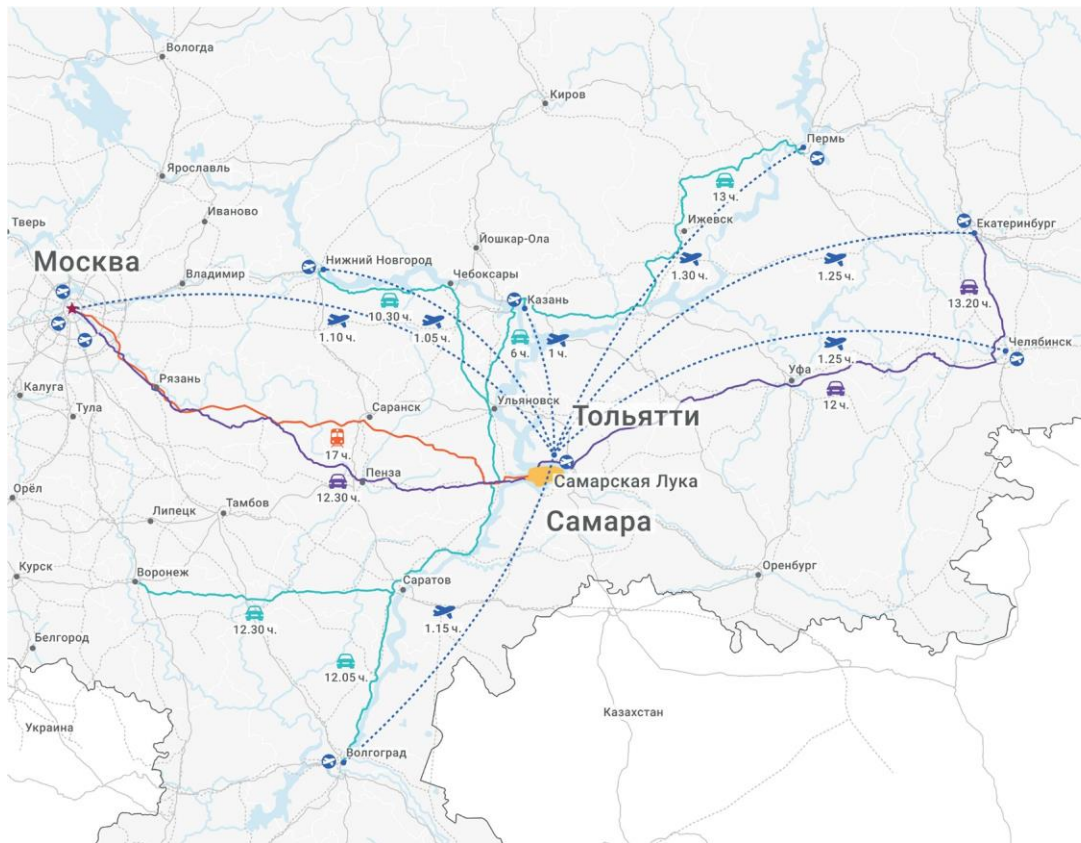 Вологда
Киров
Пермь
13 ч.
Ярославль
Иваново
Тверь
Ижевск
Екатеринбург
Йошкар-Ола
Москва
Нижний Новгород
Владимир
Чебоксары
1.30 ч.
1.25 ч.
13.20 ч.
Казань
10.30 ч.
1.10 ч.
1.05 ч.
6 ч.
1 ч.
1.25 ч.
Челябинск
Рязань
Калуга
Уфа
12 ч.
Тула
Саранск
Ульяновск
Тольятти
17 ч.
Пенза
12.30 ч.
Самарская Лука
Орёл
Тамбов
Липецк
Самара
Курск
Воронеж
Саратов
Оренбург
12.30 ч.
1.15 ч.
Белгород
12.05 ч.
Украина
Казахстан
Волгоград